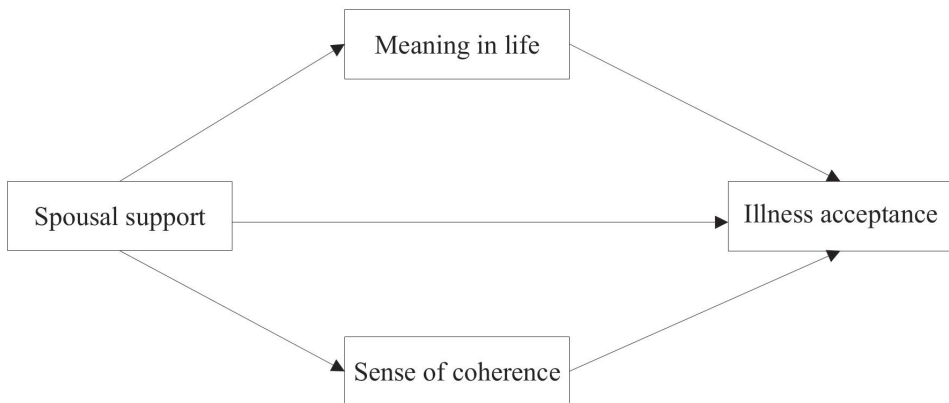 Meaning in life
Spousal support
Illness acceptance
Sense of coherence